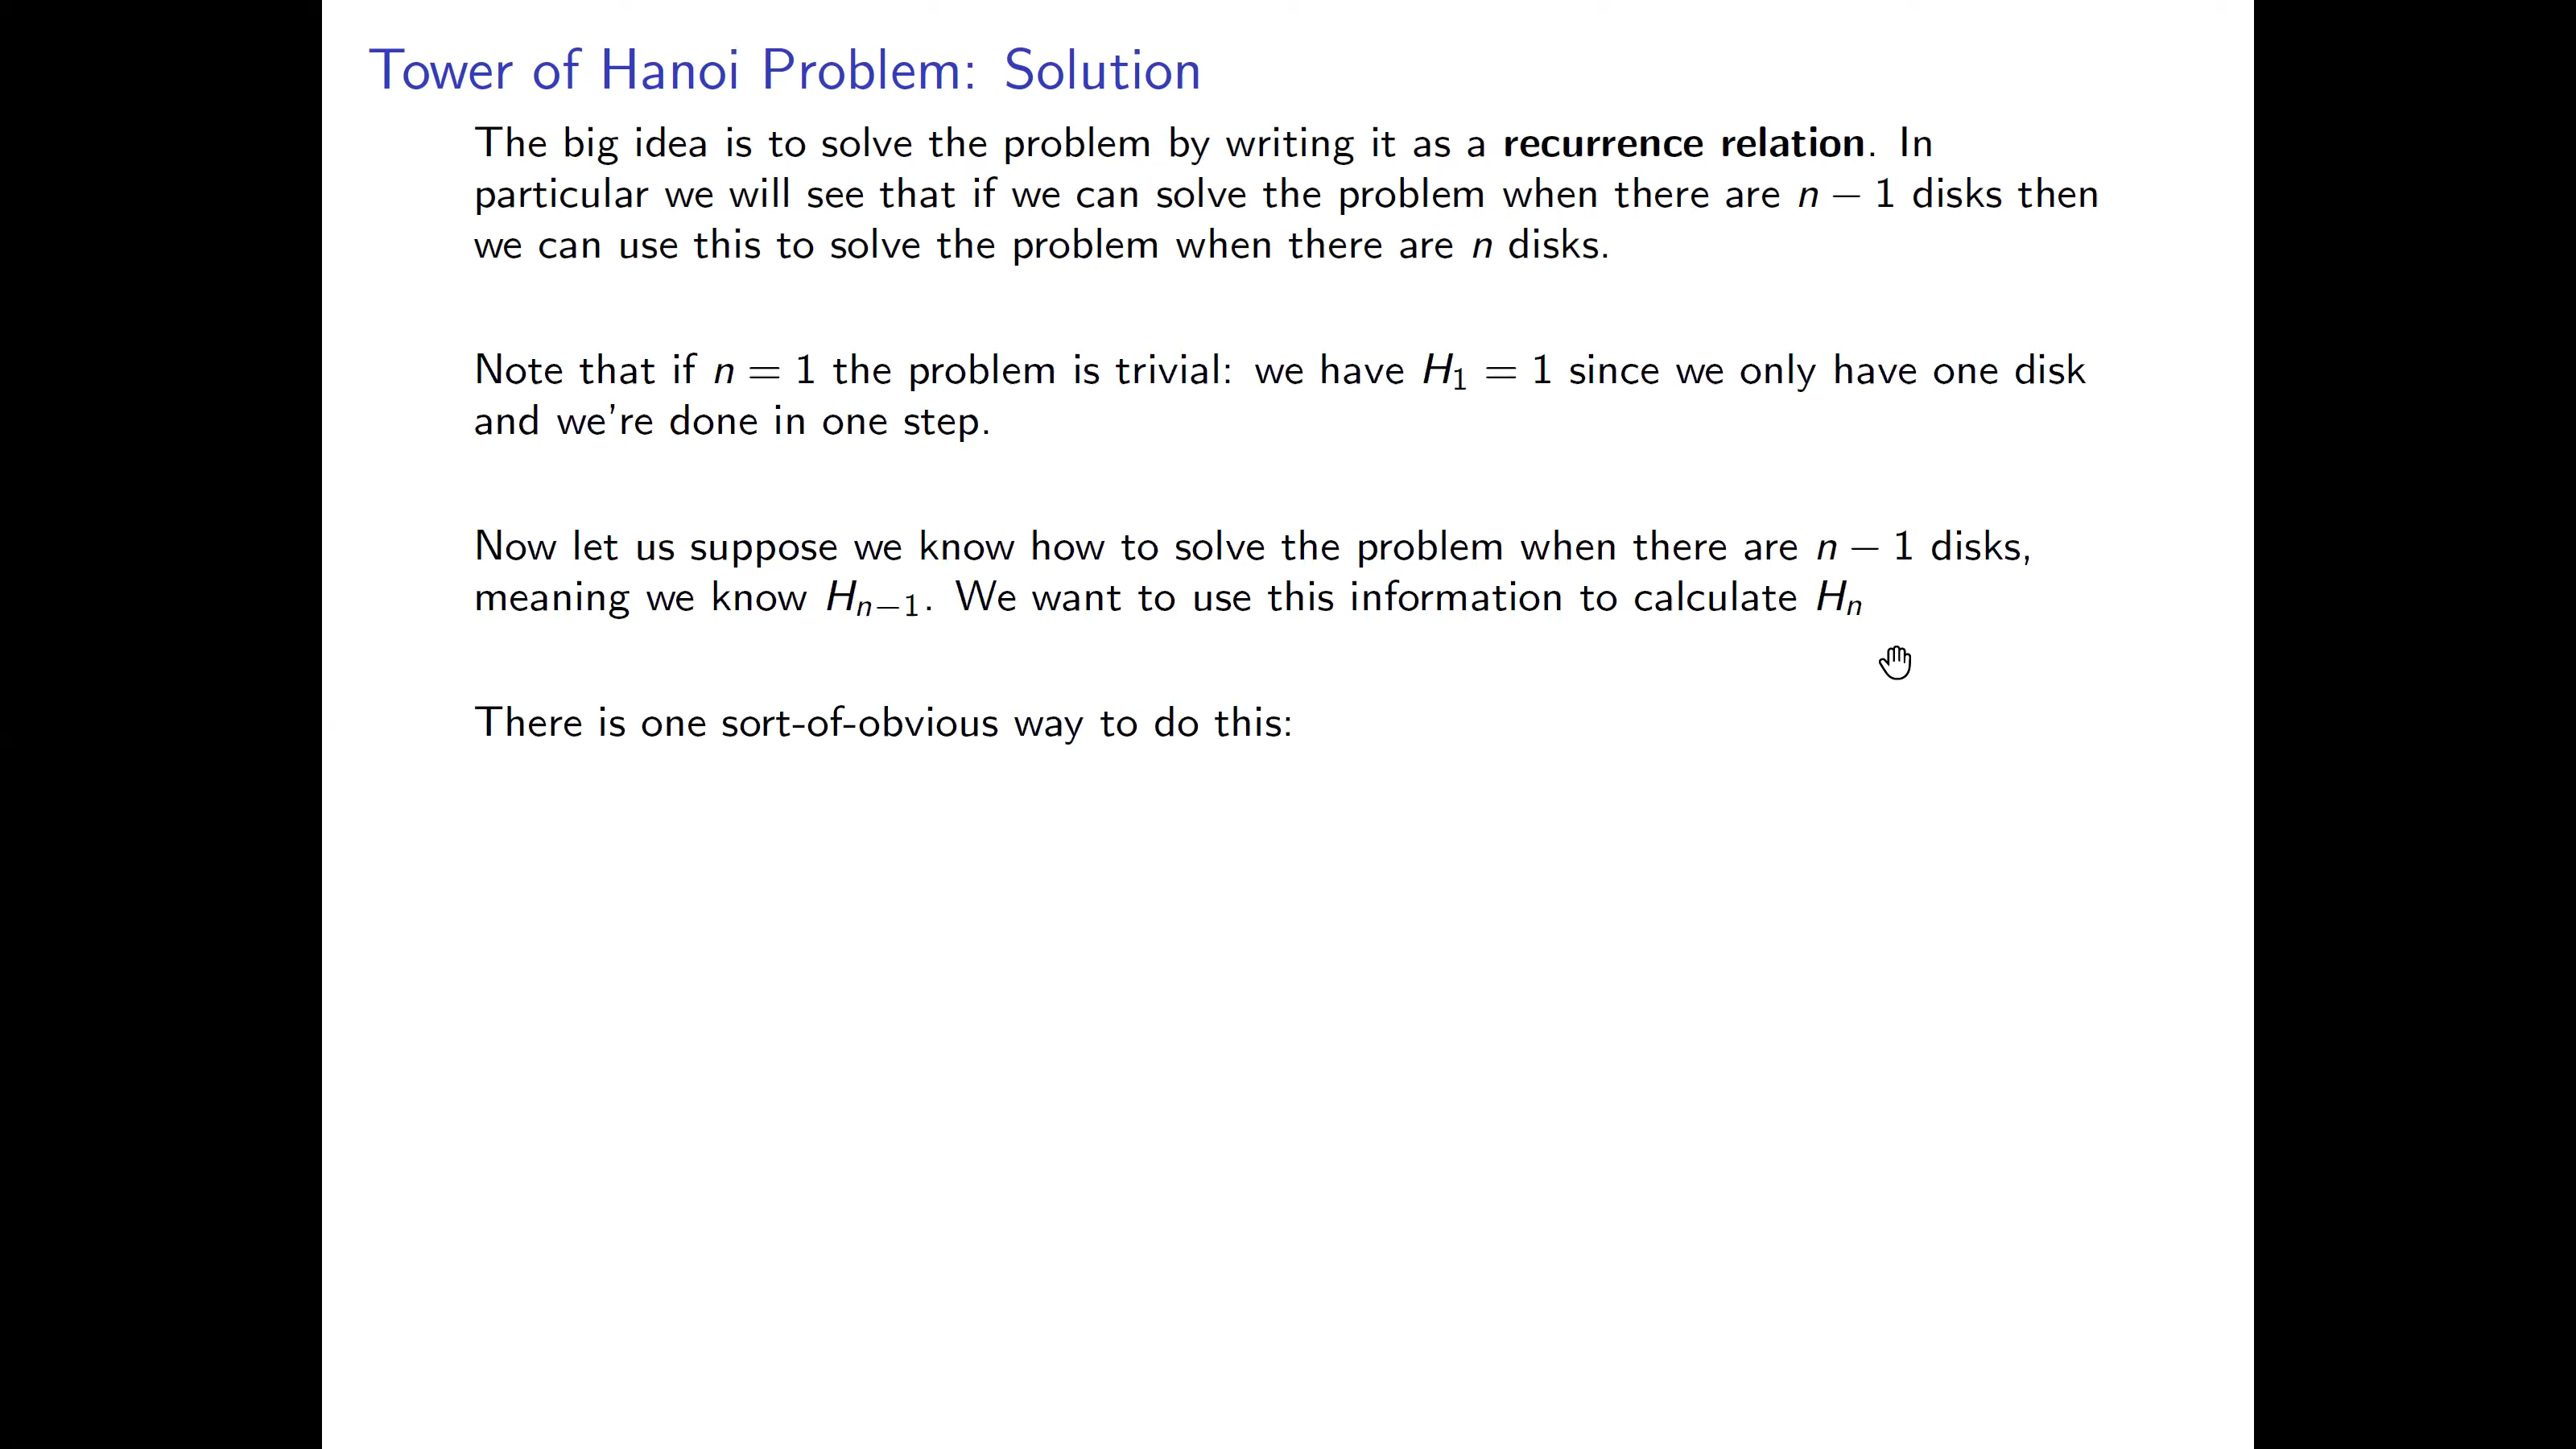 Tower of Hanoi Problem: Solution
The big idea is to solve the problem by writing it as a recurrence relation. In
particular we will see that if we can solve the problem when there are n − 1 disks then
we can use this to solve the problem when there are n disks.
Note that if n = 1 the problem is trivial: we have H₁ = 1 since we only have one disk
and we're done in one step.
Now let us suppose we know how to solve the problem when there are n − 1 disks,
meaning we know Hₙ₋₁. We want to use this information to calculate Hₙ
There is one sort-of-obvious way to do this: